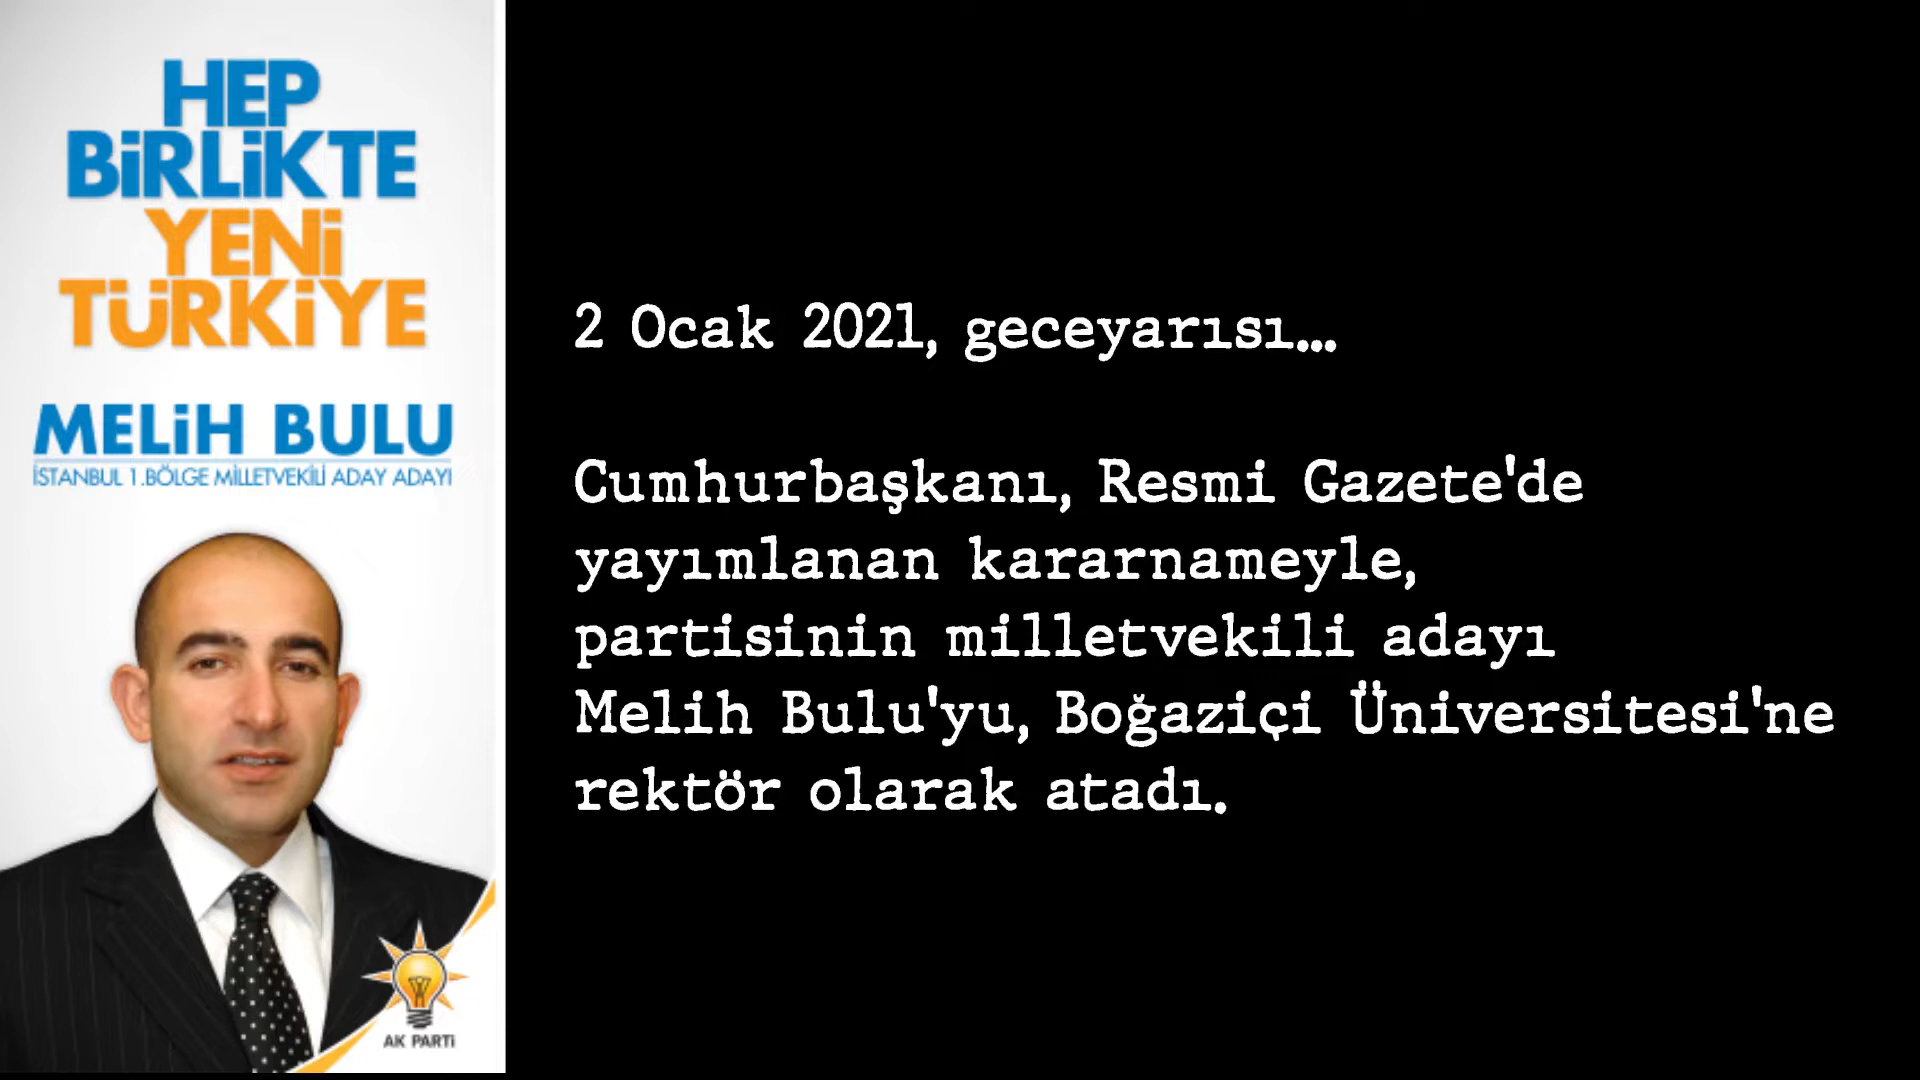 HEP
BİRLİKTE
YENİ
TÜRKİYE
MELİH BULU
İSTANBUL 1.BÖLGE MİLLETVEKİLİ ADAY ADAYI
AK PARTİ
2 Ocak 2021, geceyarısı...
Cumhurbaşkanı, Resmi Gazete'de
yayımlanan kararnameyle,
partisinin milletvekili adayı
Melih Bulu'yu, Boğaziçi Üniversitesi'ne
rektör olarak atadı.